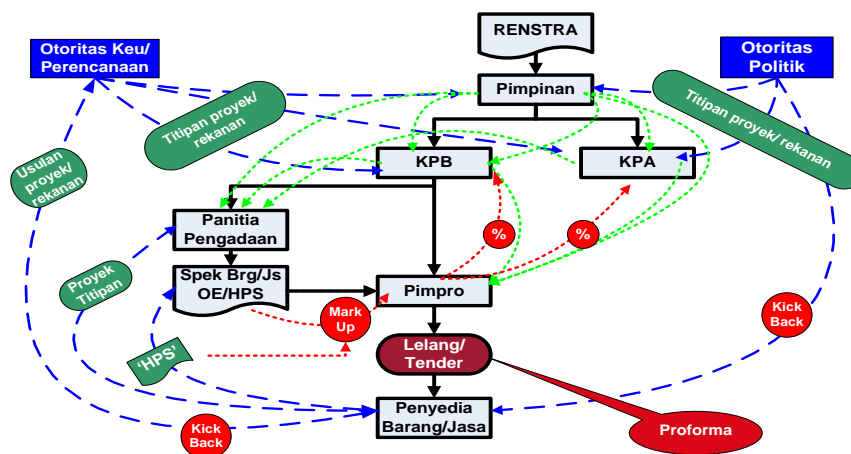 RENSTRA
Otoritas Keu/
Perencanaan
Otoritas
Politik
Pimpinan
Titipan proyek/
rekanan
Titipan proyek/ rekanan
Usulan
proyek/
rekanan
KPB
KPA
Panitia
Pengadaan
%
%
Proyek
Titipan
Spek Brg/Js
OE/HPS
Mark
Up
Pimpro
Kick
Back
'HPS'
Lelang/
Tender
Penyedia
Barang/Jasa
Kick
Back
Proforma